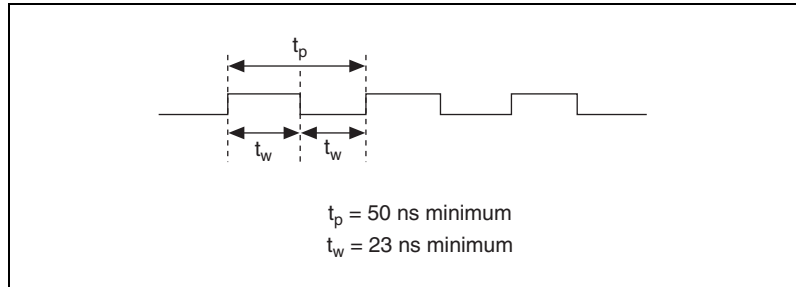 tp
tw tw
tp = 50 ns minimum
tw = 23 ns minimum